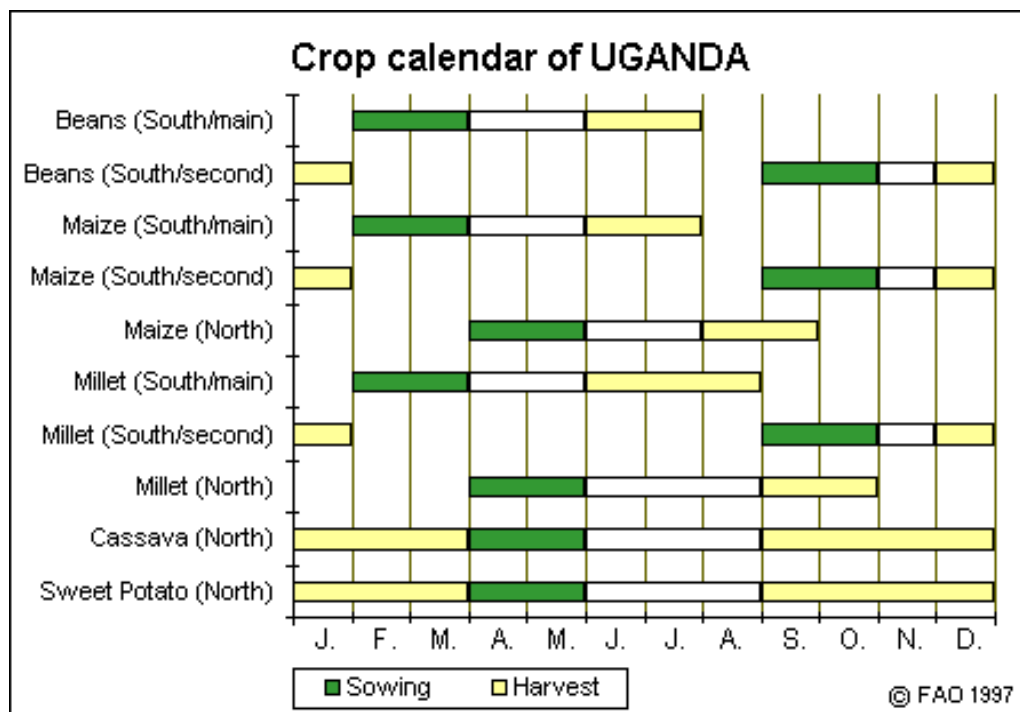 Crop calendar of UGANDA
Beans (South/main)
Beans (South/second)
Maize (South/main)
Maize (South/second)
Maize (North)
Millet (South/main)
Millet (South/second)
Millet (North)
Cassava (North)
Sweet Potato (North)
J. F. M. A. M. J. J. A. S. O. N. D.
Sowing Harvest
© FAO 1997